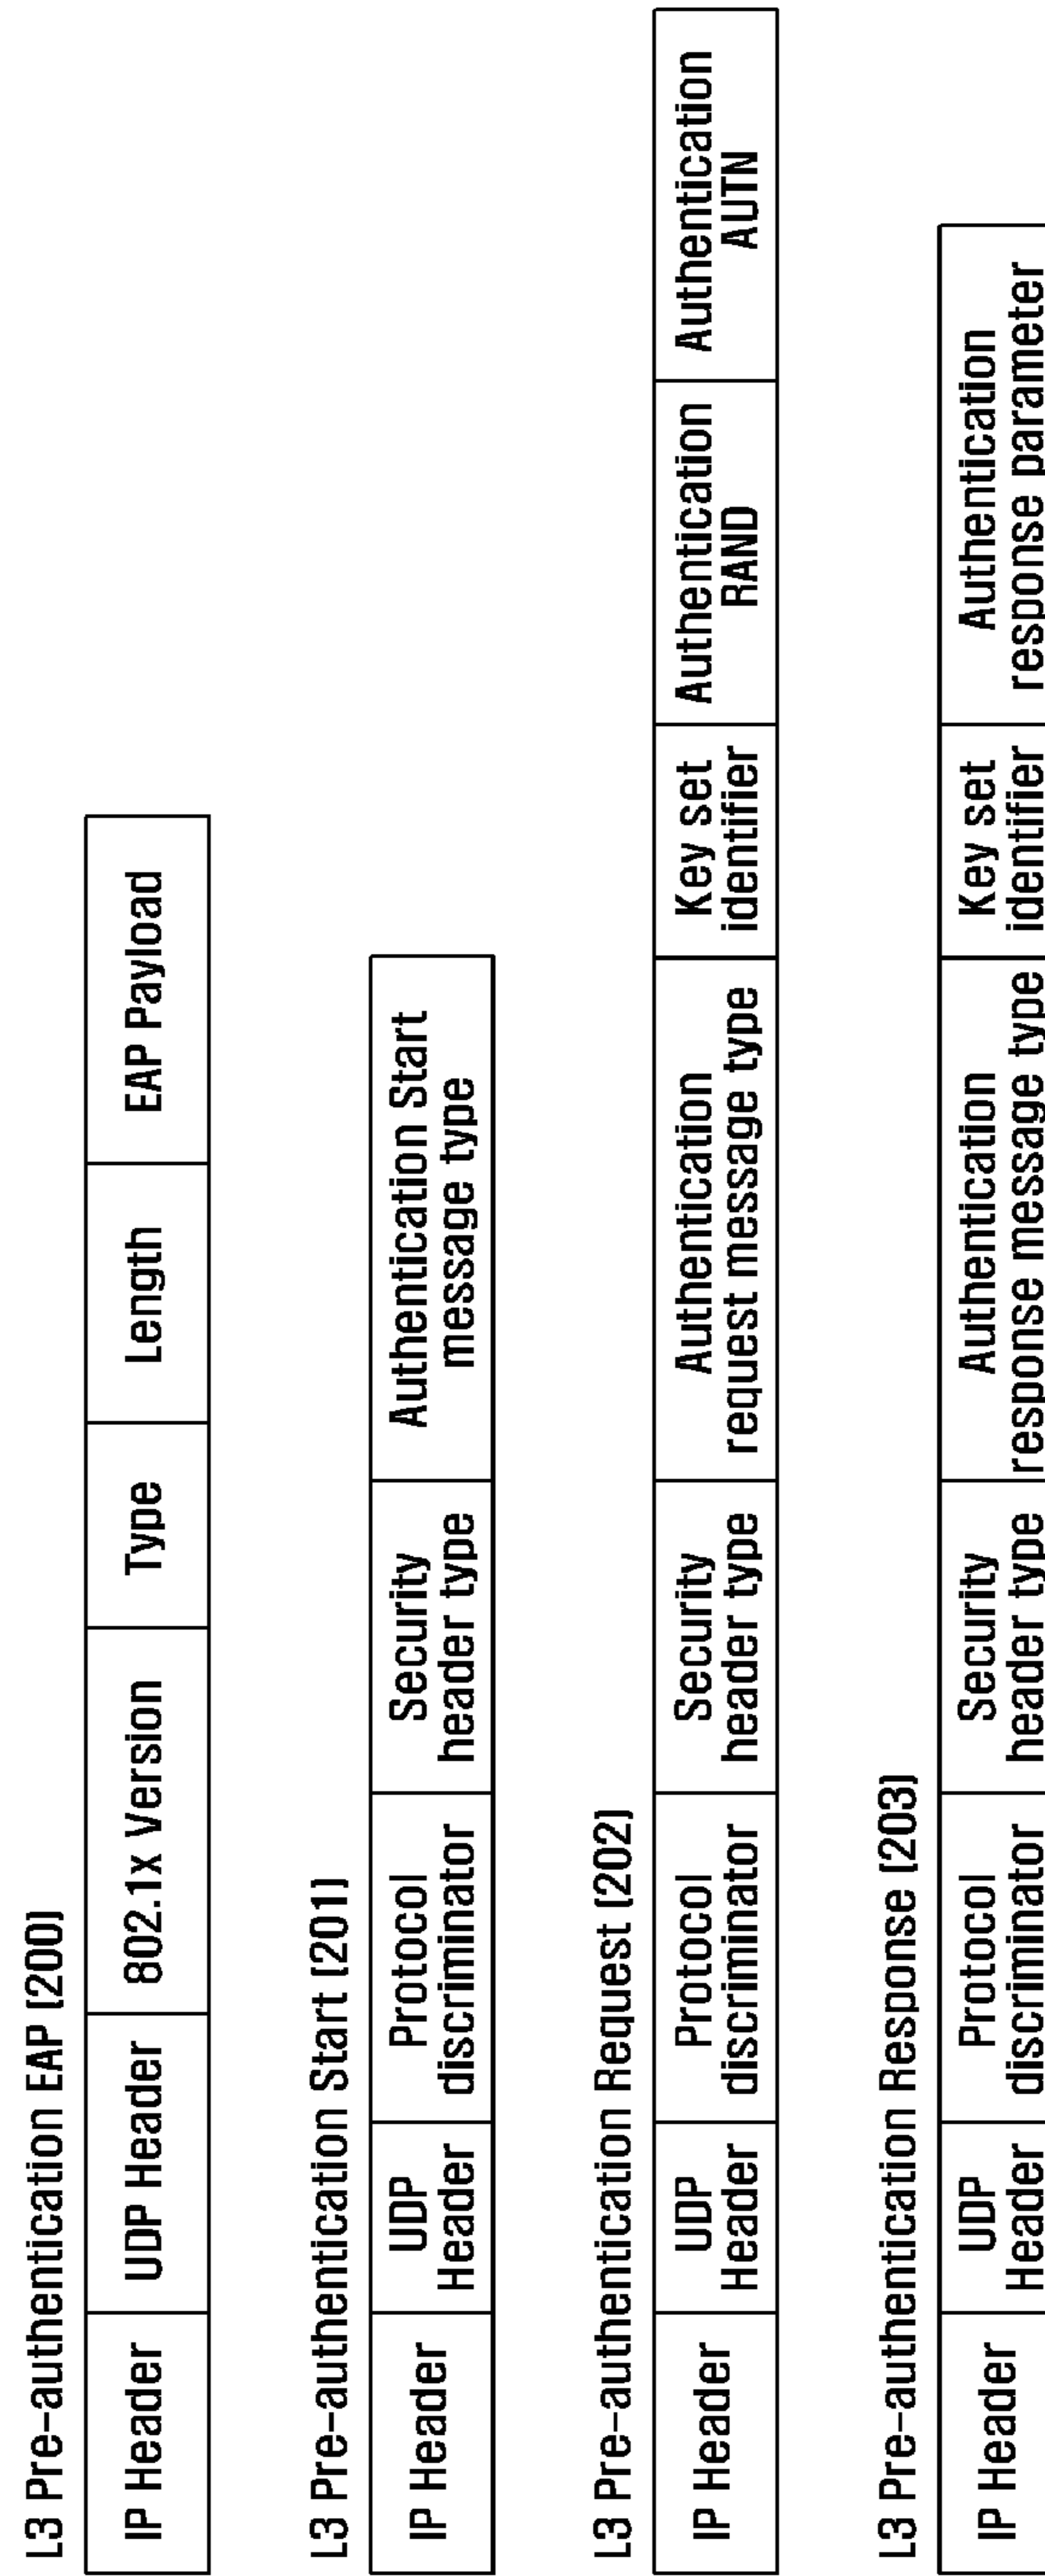 L3 Pre-authentication EAP (200)
IP Header
UDP Header
802.1x Version
Type
Length
EAP Payload
L3 Pre-authentication Start (201)
IP Header
UDP
Header
Protocol
discriminator
Security
header type
Authentication Start
message type
L3 Pre-authentication Request (202)
IP Header
UDP
Header
Protocol
discriminator
Security
header type
Authentication
request message type
Key set
identifier
Authentication
RAND
Authentication
AUTN
L3 Pre-authentication Response (203)
IP Header
UDP
Header
Protocol
discriminator
Security
header type
Authentication
response message type
Key set
identifier
Authentication
response parameter